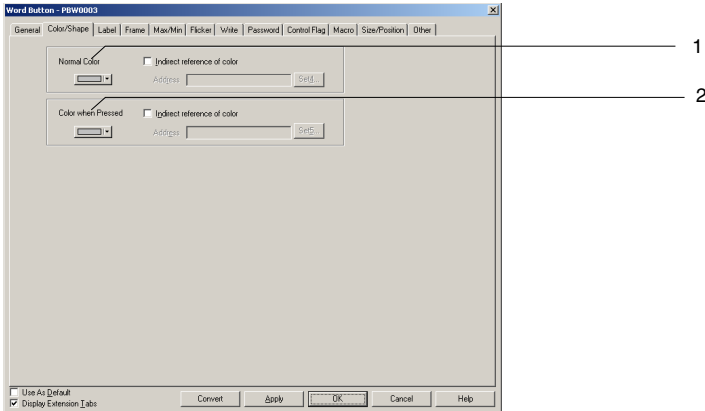 Word Button - PBW0003
General Color/Shape Label Frame Max/Min Flicker Write Password Control Flag Macro Size/Position Other
1
Normal Color Indirect reference of color
Address Set4...
2
Color when Pressed Indirect reference of color
Address Set5...
Use As Default
Display Extension Tabs
Convert Apply OK Cancel Help